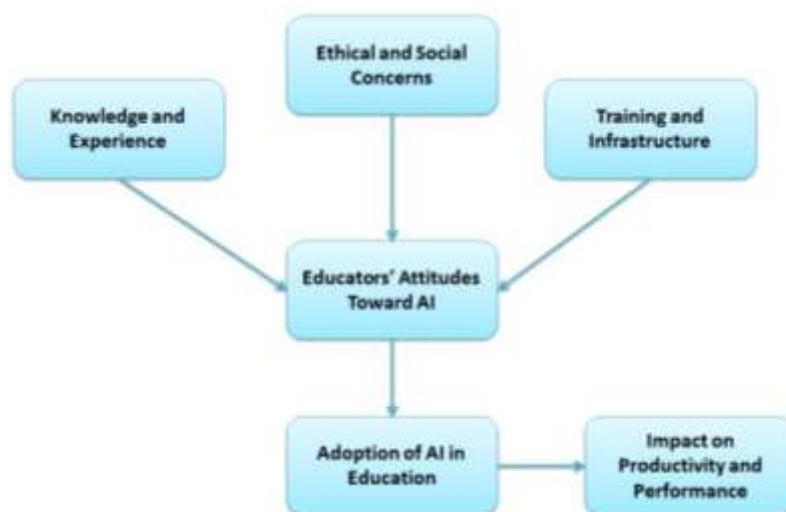 Ethical and Social
Concerns
Knowledge and
Experience
Training and
Infrastructure
Educators' Attitudes
Toward AI
Adoption of AI in
Education
Impact on
Productivity and
Performance